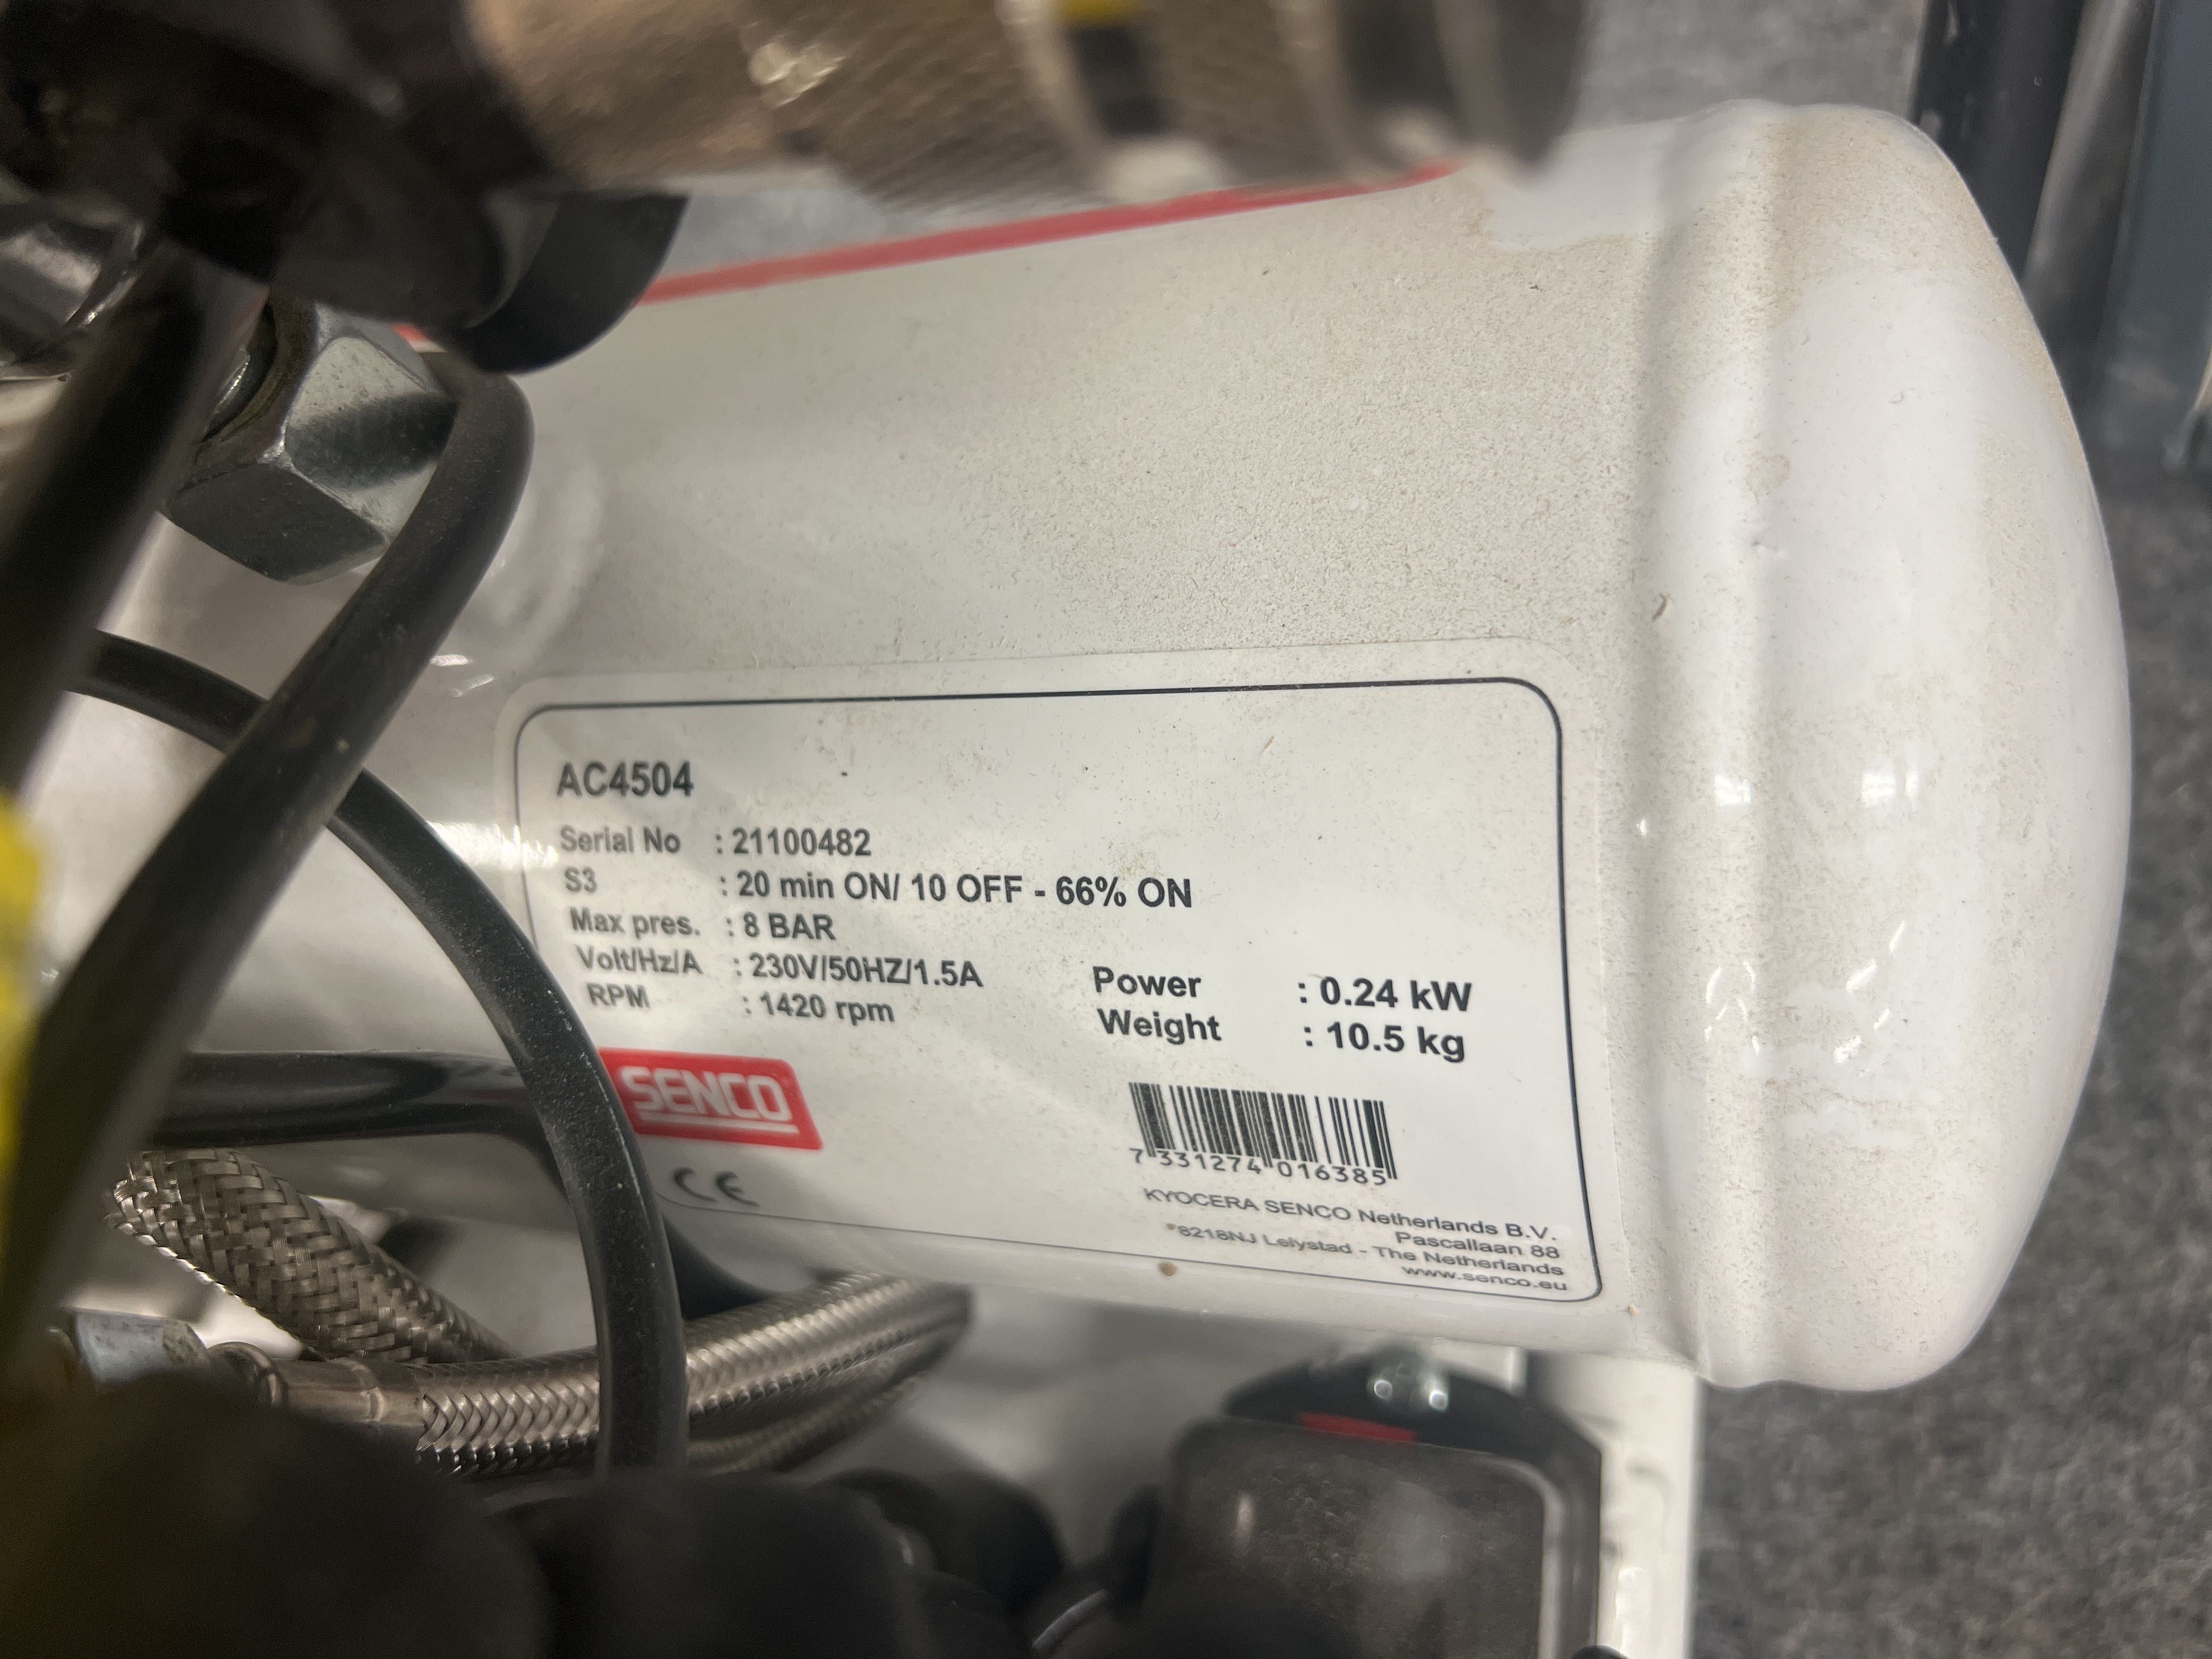 AC4504
Serial No : 21100482
S3 : 20 min ON/ 10 OFF - 66% ON
Max pres. : 8 BAR
Volt/Hz/A : 230V/50HZ/1.5A
RPM : 1420 rpm
Power : 0.24 kW
Weight : 10.5 kg
SENCO
CE
7 331274 016385
KYOCERA SENCO Netherlands B.V.
Pascallaan 88
8218NJ Lelystad - The Netherlands
www.senco.eu